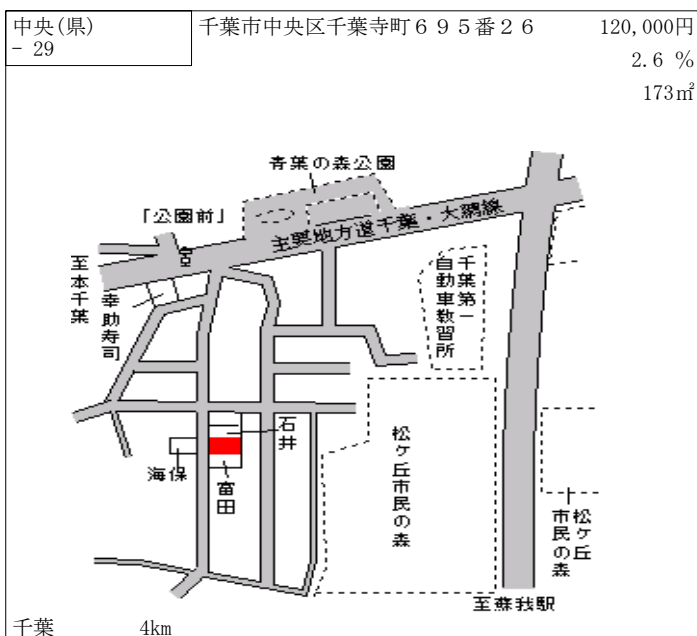 中央(県)
- 29
千葉市中央区千葉寺町６９５番２６
120,000円
2.6 %
173㎡
青葉の森公園
「公園前」
主要地方道千葉・大網線
至本千葉
幸助寿司
千葉第一
自動車教習所
石井
海保
富田
松ヶ丘市民の森
松ヶ丘
市民の森
至蘇我駅
千葉 4km